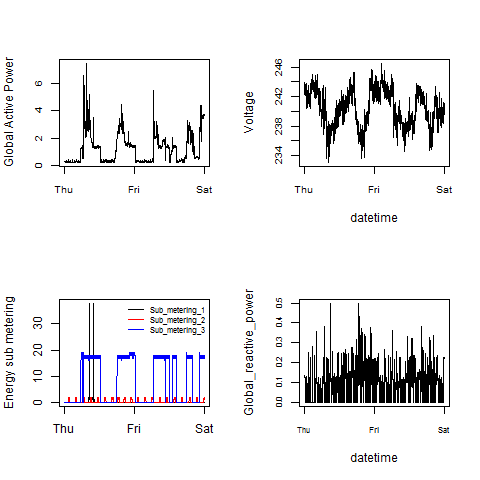 Global Active Power
0 2 4 6
Thu Fri Sat
Voltage
234 238 242 246
Thu Fri Sat
datetime
Energy sub metering
0 10 20 30
Sub_metering_1
Sub_metering_2
Sub_metering_3
Thu Fri Sat
Global_reactive_power
0.0 0.1 0.2 0.3 0.4 0.5
Thu Fri Sat
datetime